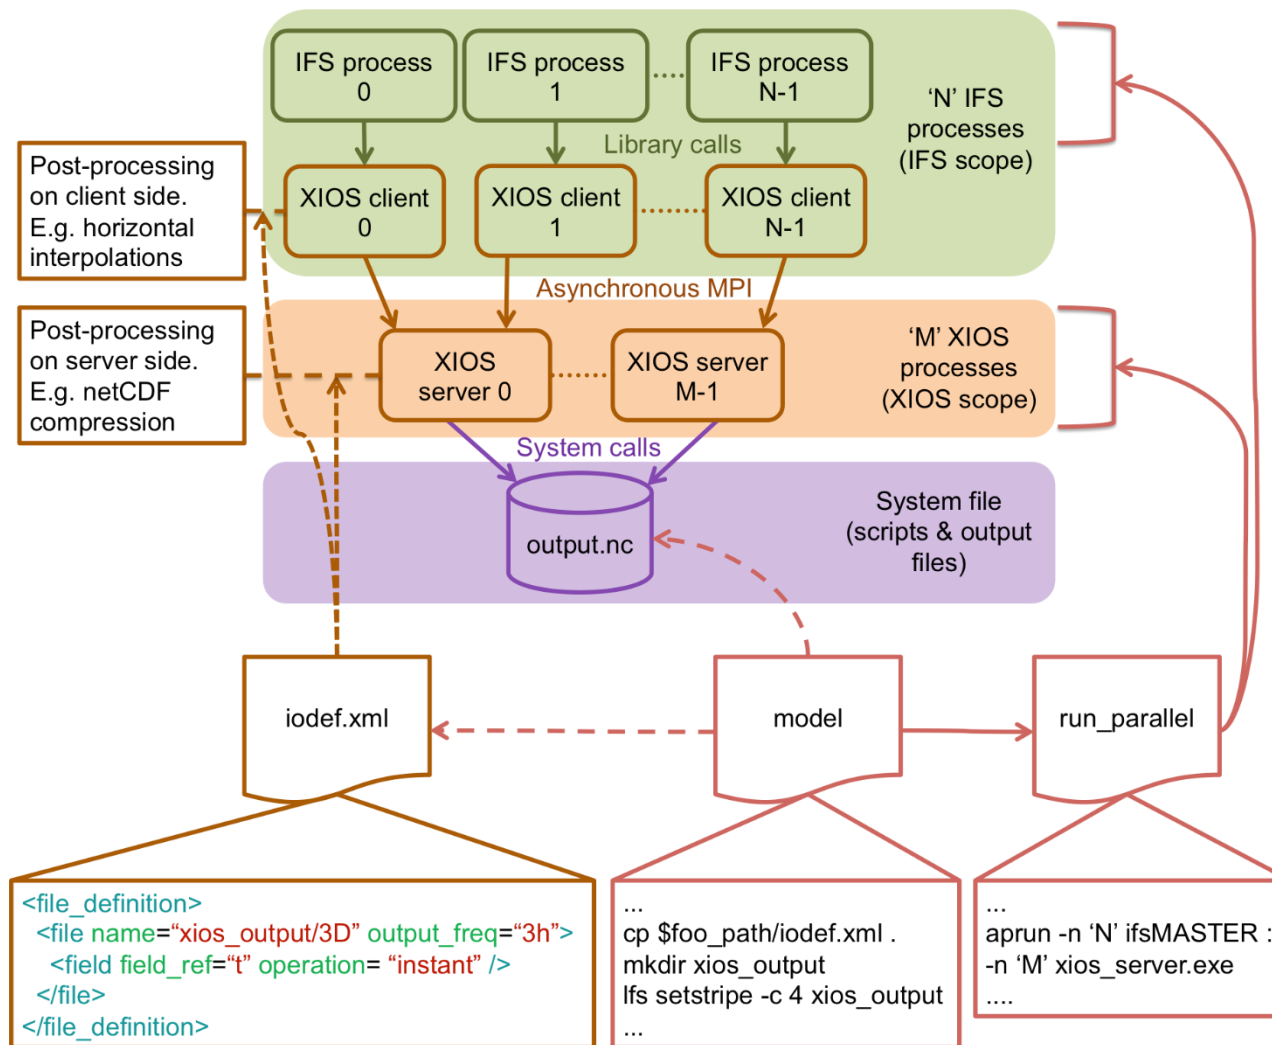 IFS process
0
IFS process
1
IFS process
N-1
‘N’ IFS
processes
(IFS scope)
Library calls
Post-processing
on client side.
E.g. horizontal
interpolations
XIOS client
0
XIOS client
1
XIOS client
N-1
Asynchronous MPI
Post-processing
on server side.
E.g. netCDF
compression
XIOS
server 0
XIOS server
M-1
‘M’ XIOS
processes
(XIOS scope)
System calls
output.nc
System file
(scripts & output
files)
iodef.xml
model
run_parallel
<file_definition>
<file name=“xios_output/3D” output_freq=“3h”>
<field field_ref=“t” operation= “instant” />
</file>
</file_definition>
...
cp $foo_path/iodef.xml .
mkdir xios_output
lfs setstripe -c 4 xios_output
...
...
aprun -n ‘N’ ifsMASTER :
-n ‘M’ xios_server.exe
....